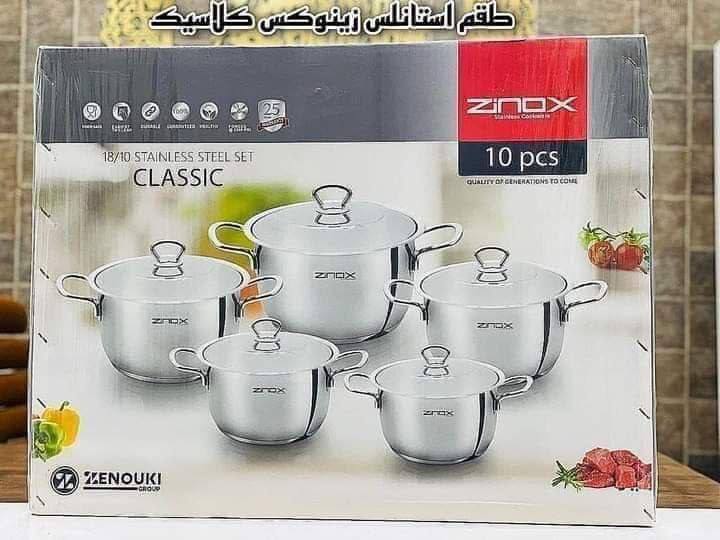 طقم استانلس زينوكس كلاسيك
ZINOX
Stainless Cookware
10 pcs
QUALITY OF GENERATIONS TO COME
25
18/10 STAINLESS STEEL SET
CLASSIC
ZINOX
ZINOX
ZINOX
ZINOX
ZINOX
ZENOUKI
GROUP